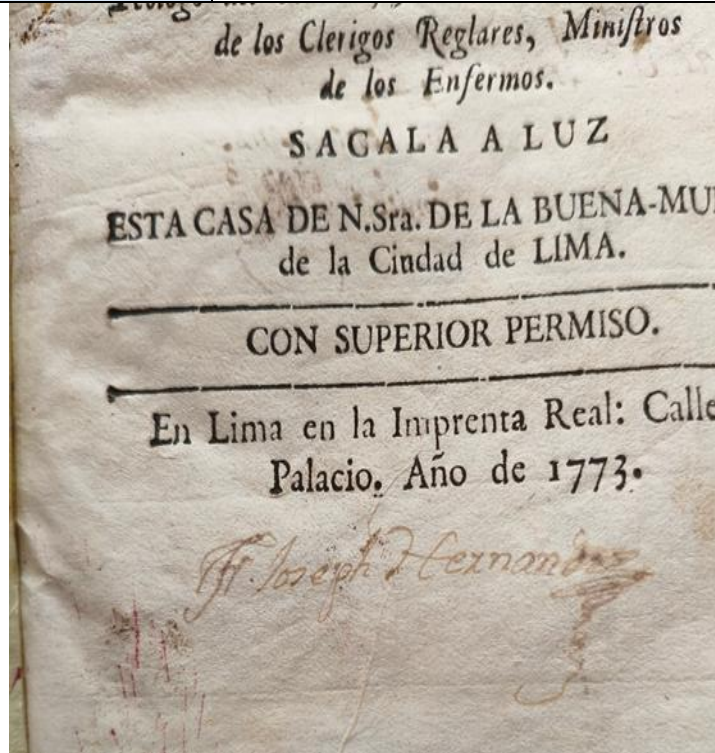 de los Clerigos Reglares, Miniſtros
de los Enfermos.
SACALA A LUZ
ESTA CASA DE N.Sra. DE LA BUENA-MU
de la Ciudad de LIMA.
CON SUPERIOR PERMISO.
En Lima en la Imprenta Real: Calle
Palacio. Año de 1773.
Fr. Joseph Hernandez